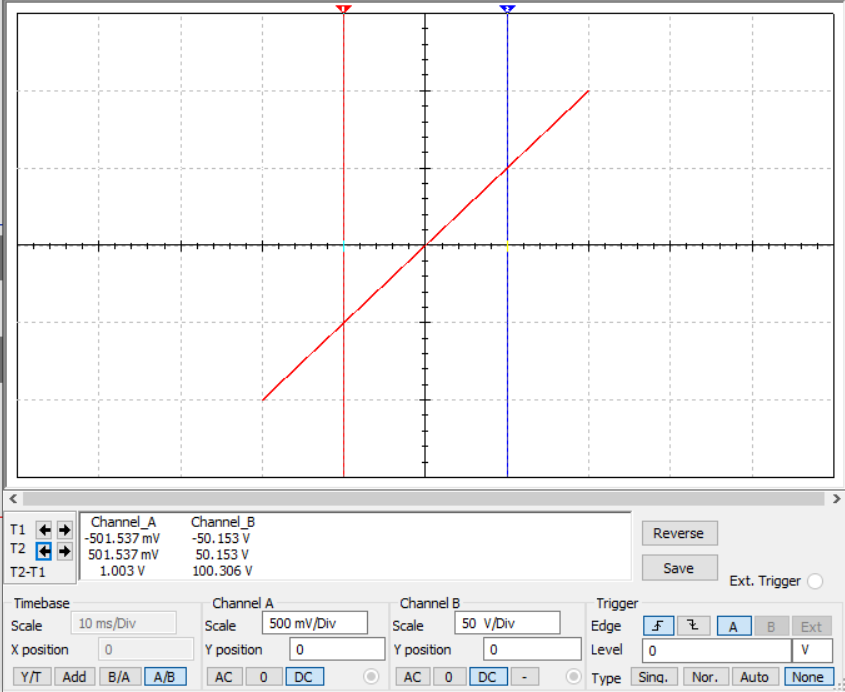 1 2
Channel_A Channel_B
T1 -501.537 mV -50.153 V
T2 501.537 mV 50.153 V
T2-T1 1.003 V 100.306 V
Reverse
Save
Ext. Trigger
Timebase Channel A Channel B Trigger
Scale 10 ms/Div Scale 500 mV/Div Scale 50 V/Div Edge A B Ext
X position 0 Y position 0 Y position 0 Level 0 V
Y/T Add B/A A/B AC 0 DC AC 0 DC - Type Sing. Nor. Auto None